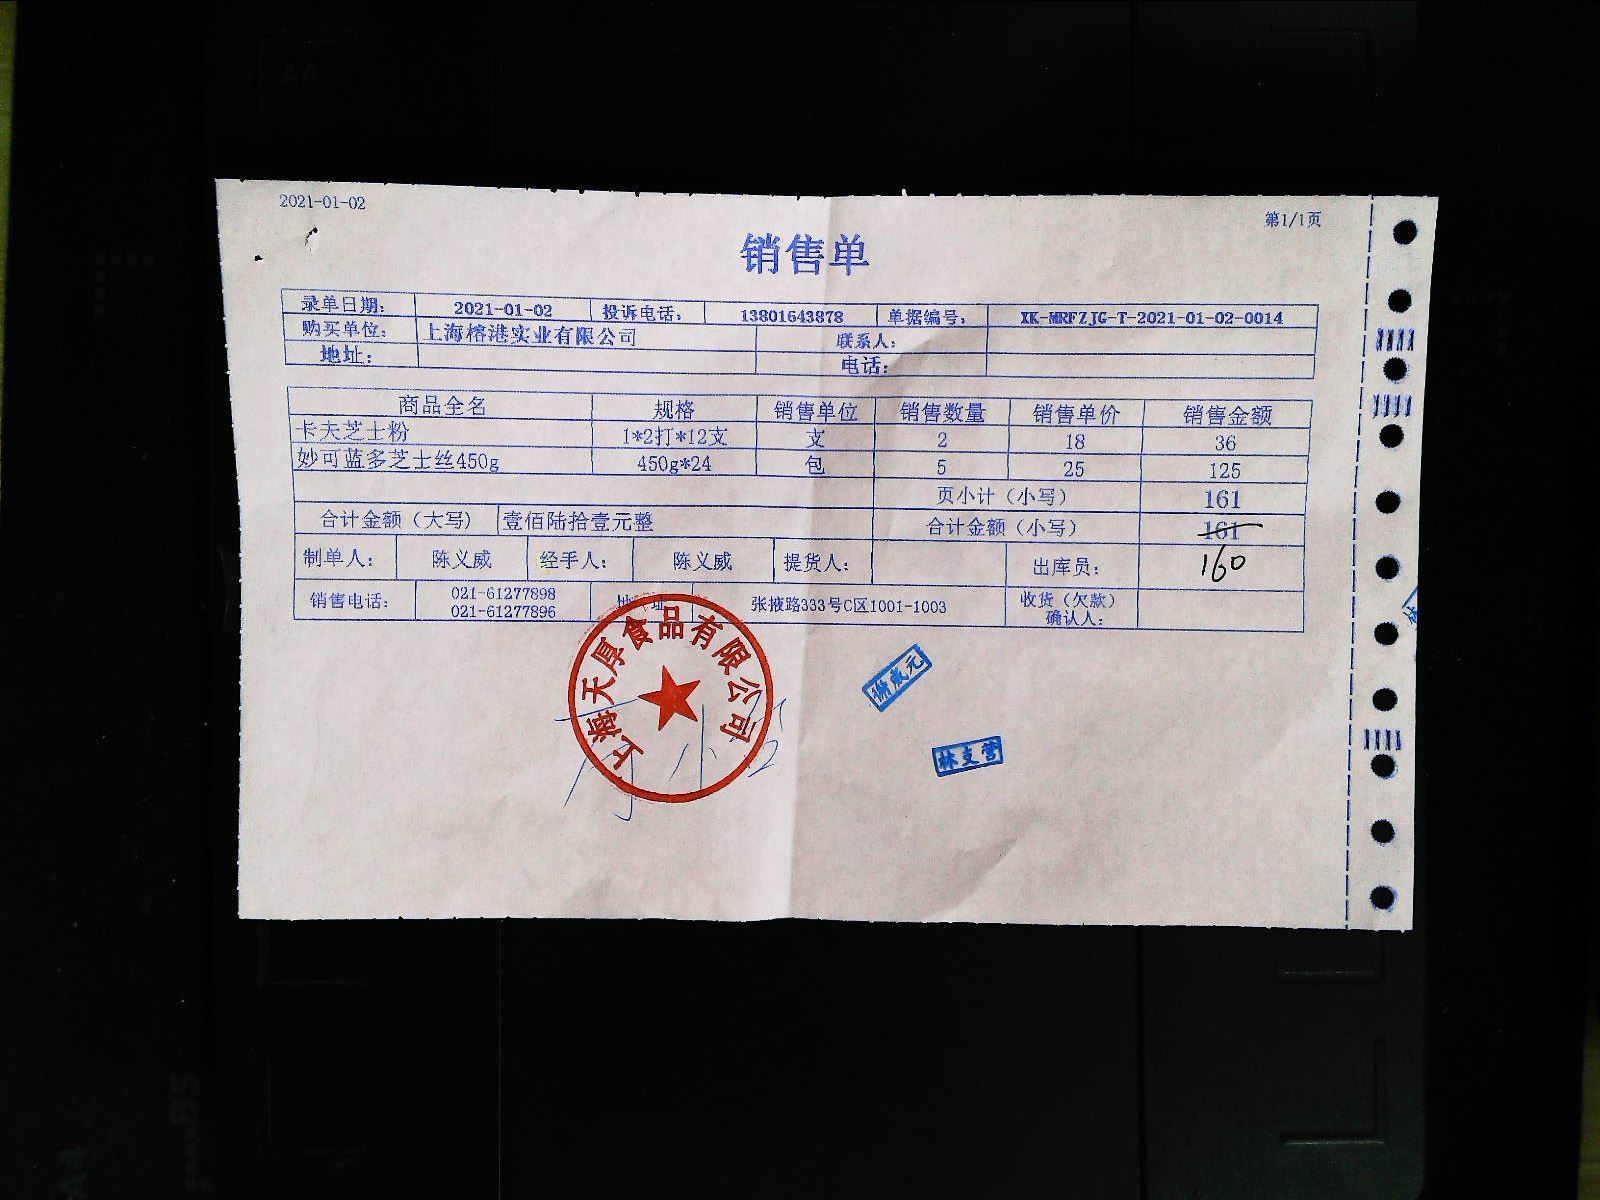 2021-01-02
第1/1页
销售单
录单日期： 2021-01-02 投诉电话： 13801643878 单据编号： XK-MRFZJG-T-2021-01-02-0014
购买单位： 上海榕港实业有限公司 联系人：
地址： 电话：
商品全名 规格 销售单位 销售数量 销售单价 销售金额
卡夫芝士粉 1*2打*12支 支 2 18 36
妙可蓝多芝士丝450g 450g*24 包 5 25 125
页小计（小写） 161
合计金额（大写） 壹佰陆拾壹元整 合计金额（小写） 161
160
制单人： 陈义威 经手人： 陈义威 提货人： 出库员：
销售电话： 021-61277898 地 址 张掖路333号C区1001-1003 收货（欠款）
021-61277896 确认人：
上海天厚食品有限公司
林支营
A4
B5
A4